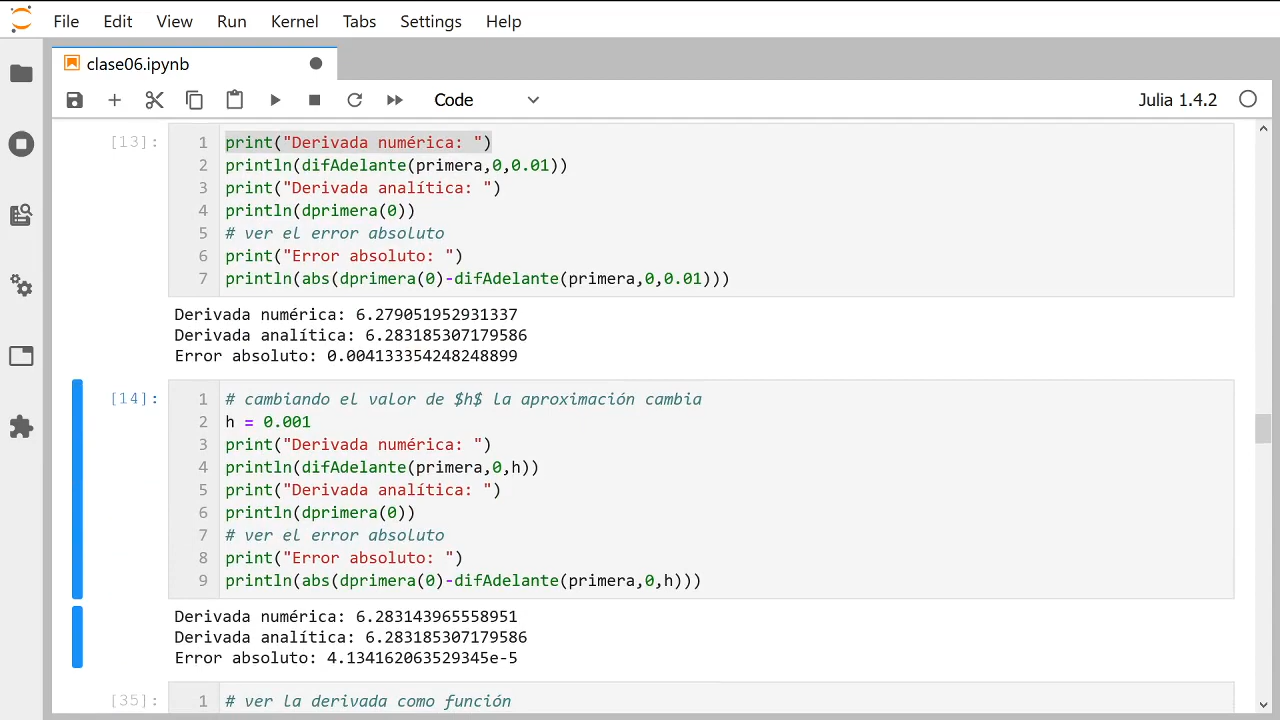 File Edit View Run Kernel Tabs Settings Help
clase06.ipynb
Code Julia 1.4.2
[13]:
1 print("Derivada numérica: ")
2 println(difAdelante(primera,0,0.01))
3 print("Derivada analítica: ")
4 println(dprimera(0))
5 # ver el error absoluto
6 print("Error absoluto: ")
7 println(abs(dprimera(0)-difAdelante(primera,0,0.01)))
Derivada numérica: 6.279051952931337
Derivada analítica: 6.283185307179586
Error absoluto: 0.004133354248248899
[14]:
1 # cambiando el valor de $h$ la aproximación cambia
2 h = 0.001
3 print("Derivada numérica: ")
4 println(difAdelante(primera,0,h))
5 print("Derivada analítica: ")
6 println(dprimera(0))
7 # ver el error absoluto
8 print("Error absoluto: ")
9 println(abs(dprimera(0)-difAdelante(primera,0,h)))
Derivada numérica: 6.283143965558951
Derivada analítica: 6.283185307179586
Error absoluto: 4.134162063529345e-5
[35]:
1 # ver la derivada como función